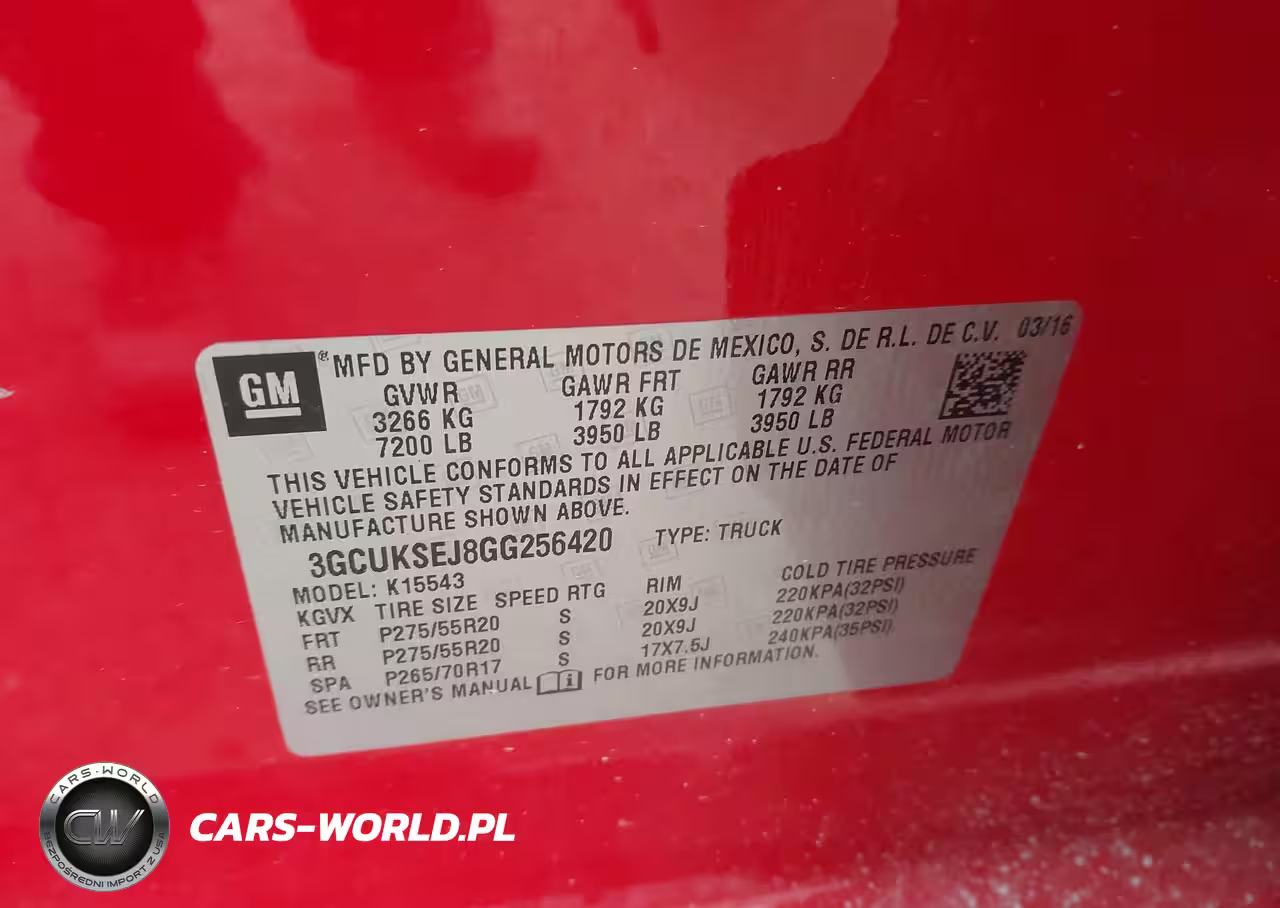 GM ® MFD BY GENERAL MOTORS DE MEXICO, S. DE R.L. DE C.V. 03/16
GVWR GAWR FRT GAWR RR
3266 KG 1792 KG 1792 KG
7200 LB 3950 LB 3950 LB
THIS VEHICLE CONFORMS TO ALL APPLICABLE U.S. FEDERAL MOTOR
VEHICLE SAFETY STANDARDS IN EFFECT ON THE DATE OF
MANUFACTURE SHOWN ABOVE.
3GCUKSEJ8GG256420 TYPE: TRUCK
MODEL: K15543
KGVX TIRE SIZE SPEED RTG RIM COLD TIRE PRESSURE
FRT P275/55R20 S 20X9J 220KPA(32PSI)
RR P275/55R20 S 20X9J 220KPA(32PSI)
SPA P265/70R17 S 17X7.5J 240KPA(35PSI)
SEE OWNER'S MANUAL FOR MORE INFORMATION.
CARS-WORLD
CW
BEZPOŚREDNI IMPORT Z USA
CARS-WORLD.PL